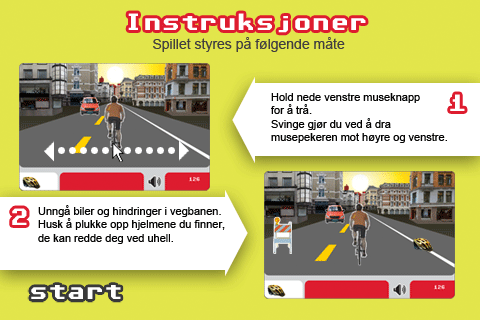 Instruksjoner
Spillet styres på følgende måte
Hold nede venstre museknapp
for å trå.
Svinge gjør du ved å dra
musepekeren mot høyre og venstre.
1
126
2
Unngå biler og hindringer i vegbanen.
Husk å plukke opp hjelmene du finner,
de kan redde deg ved uhell.
126
start